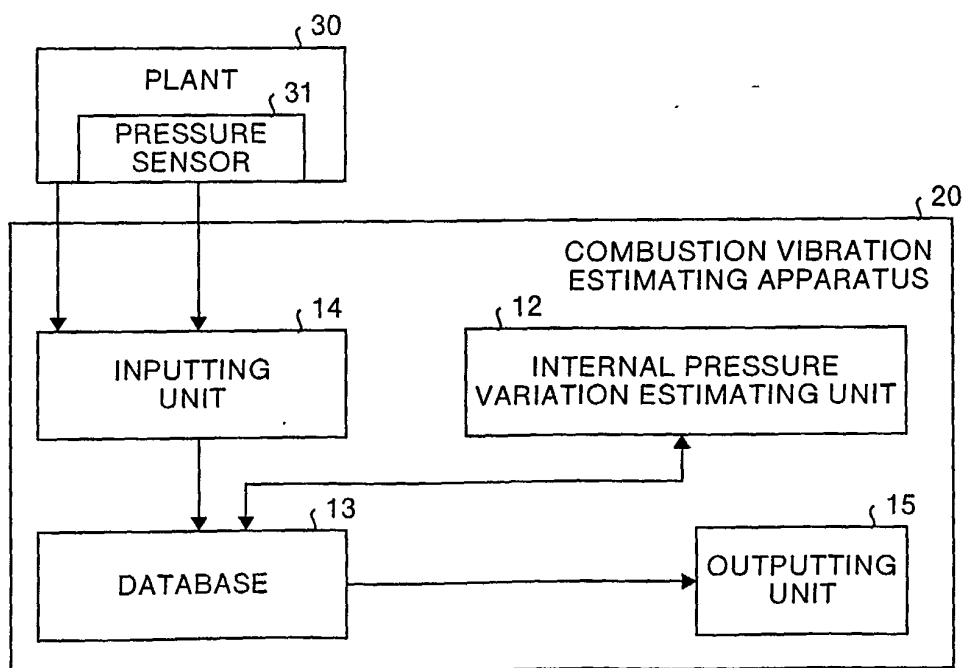 30
PLANT
31
PRESSURE
SENSOR
20
COMBUSTION VIBRATION
ESTIMATING APPARATUS
14
INPUTTING
UNIT
12
INTERNAL PRESSURE
VARIATION ESTIMATING UNIT
13
DATABASE
15
OUTPUTTING
UNIT